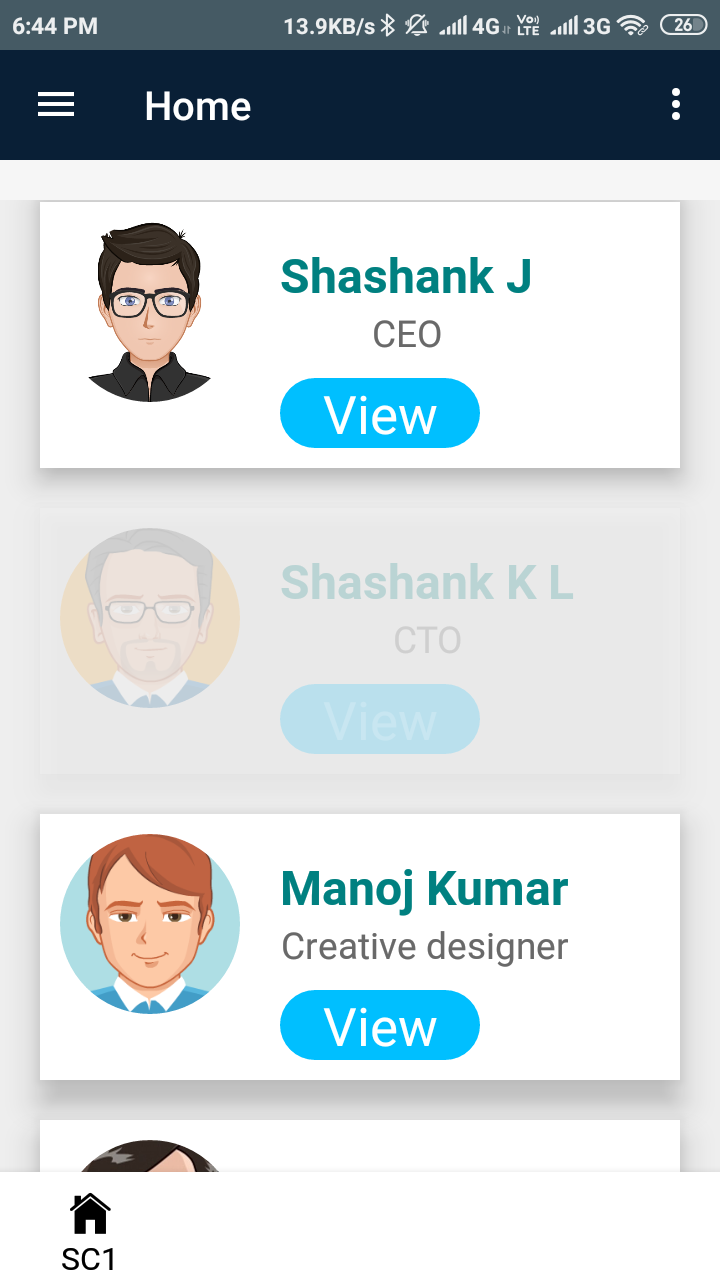 6:44 PM 13.9KB/s 4G Vo) LTE 3G 26
Home
Shashank J
CEO
View
Shashank K L
CTO
View
Manoj Kumar
Creative designer
View
SC1